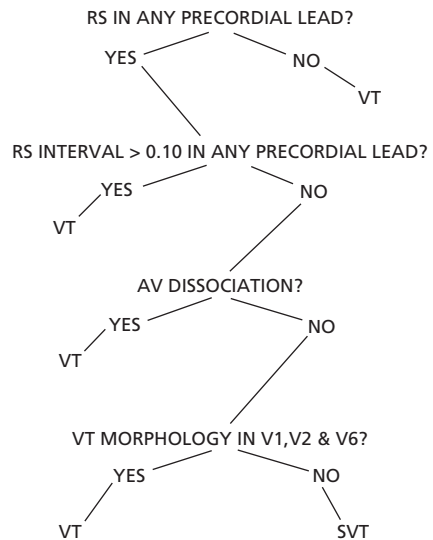 RS IN ANY PRECORDIAL LEAD?
YES
NO
VT
RS INTERVAL > 0.10 IN ANY PRECORDIAL LEAD?
YES
NO
VT
AV DISSOCIATION?
YES
NO
VT
VT MORPHOLOGY IN V1,V2 & V6?
YES
NO
VT
SVT